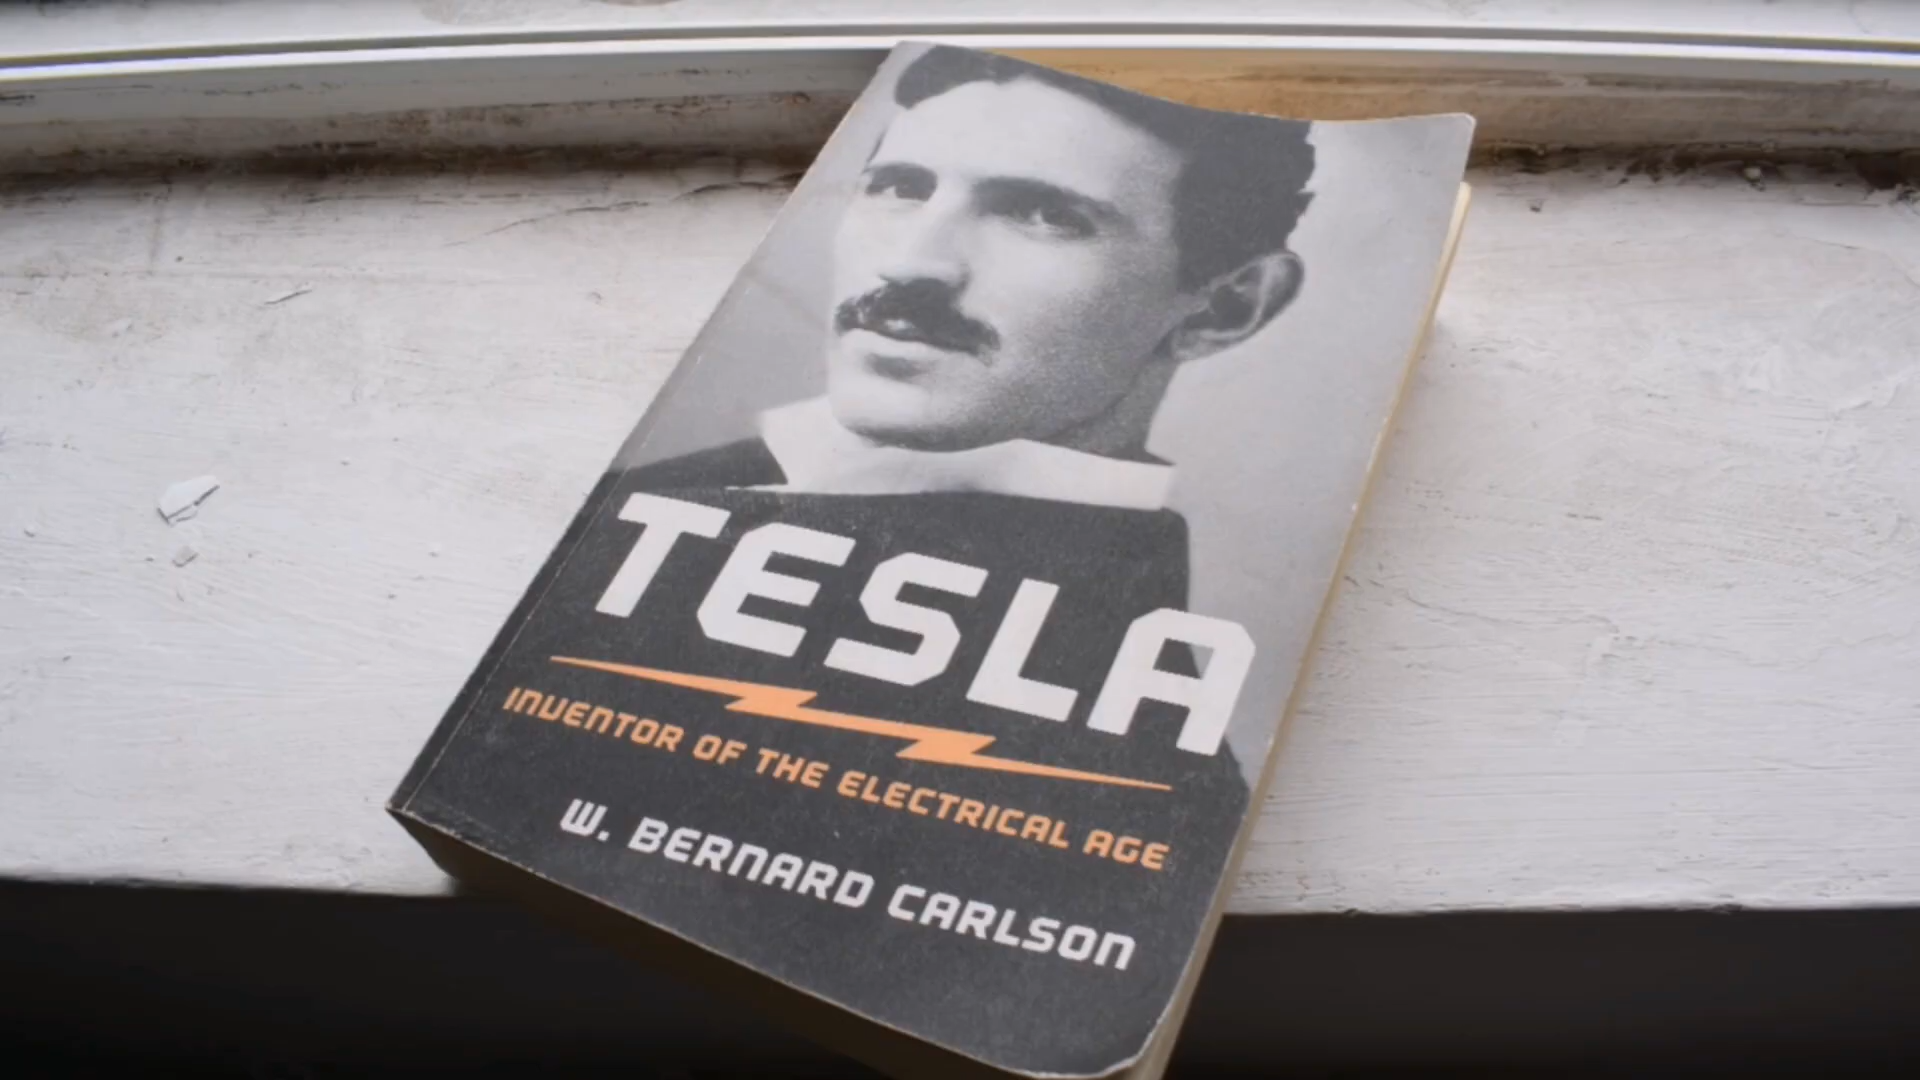 TESLA
INVENTOR OF THE ELECTRICAL AGE
W. BERNARD CARLSON